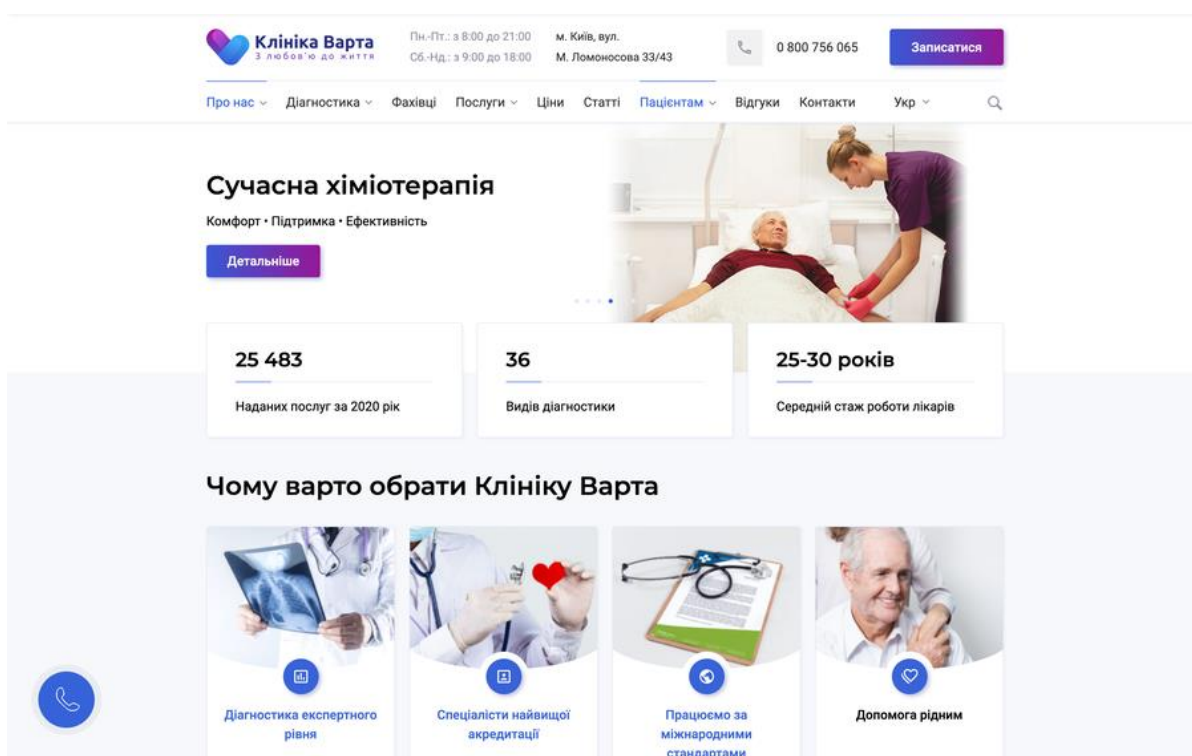 Клініка Варта
З любов'ю до життя
Пн.-Пт.: з 8:00 до 21:00
Сб.-Нд.: з 9:00 до 18:00
м. Київ, вул.
М. Ломоносова 33/43
0 800 756 065
Записатися
Про нас Діагностика Фахівці Послуги Ціни Статті Пацієнтам Відгуки Контакти Укр
Сучасна хіміотерапія
Комфорт • Підтримка • Ефективність
Детальніше
25 483
Наданих послуг за 2020 рік
36
Видів діагностики
25-30 років
Середній стаж роботи лікарів
Чому варто обрати Клініку Варта
Діагностика експертного
рівня
Спеціалісти найвищої
акредитації
Працюємо за
міжнародними
стандартами
Допомога рідним